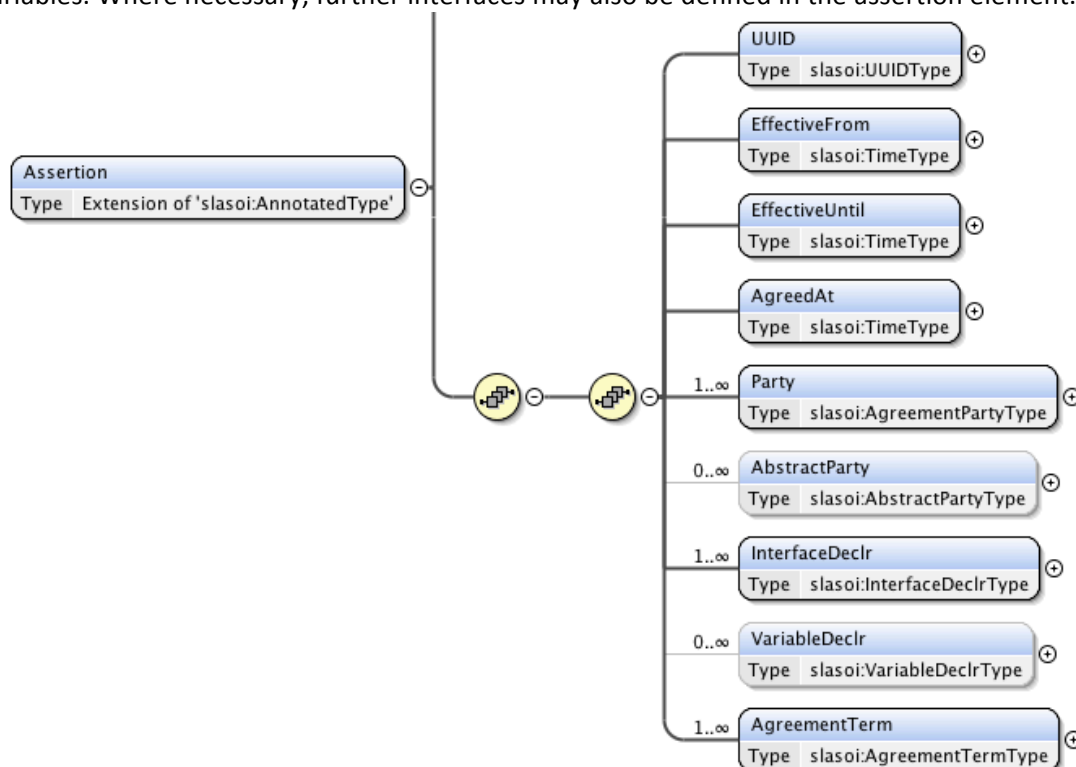 ariables. Where necessary, further interfaces may also be defined in the assertion element.
UUID
Type slasoi:UUIDType
EffectiveFrom
Type slasoi:TimeType
Assertion
Type Extension of 'slasoi:AnnotatedType'
EffectiveUntil
Type slasoi:TimeType
AgreedAt
Type slasoi:TimeType
1..∞ Party
Type slasoi:AgreementPartyType
0..∞ AbstractParty
Type slasoi:AbstractPartyType
1..∞ InterfaceDeclr
Type slasoi:InterfaceDeclrType
0..∞ VariableDeclr
Type slasoi:VariableDeclrType
1..∞ AgreementTerm
Type slasoi:AgreementTermType